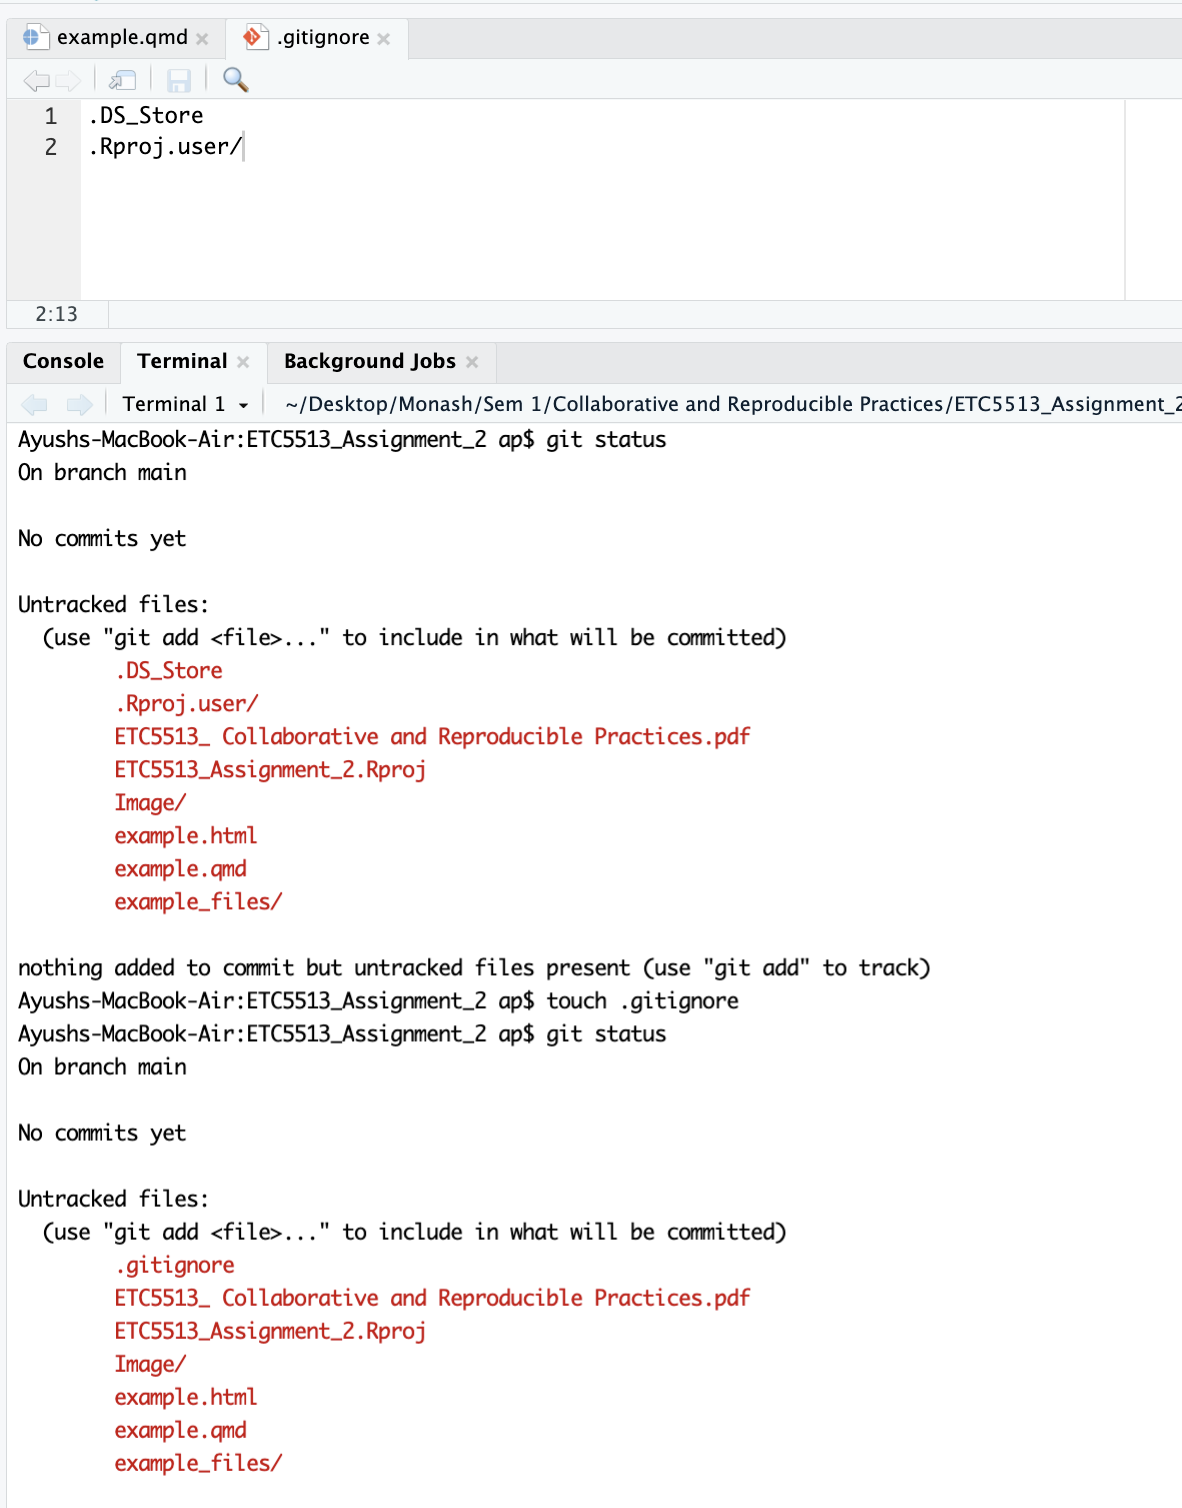 example.qmd × .gitignore ×
1 .DS_Store
2 .Rproj.user/
2:13
Console Terminal × Background Jobs ×
Terminal 1 ~/Desktop/Monash/Sem 1/Collaborative and Reproducible Practices/ETC5513_Assignment_2
Ayushs-MacBook-Air:ETC5513_Assignment_2 ap$ git status
On branch main
No commits yet
Untracked files:
(use "git add <file>..." to include in what will be committed)
.DS_Store
.Rproj.user/
ETC5513_ Collaborative and Reproducible Practices.pdf
ETC5513_Assignment_2.Rproj
Image/
example.html
example.qmd
example_files/
nothing added to commit but untracked files present (use "git add" to track)
Ayushs-MacBook-Air:ETC5513_Assignment_2 ap$ touch .gitignore
Ayushs-MacBook-Air:ETC5513_Assignment_2 ap$ git status
On branch main
No commits yet
Untracked files:
(use "git add <file>..." to include in what will be committed)
.gitignore
ETC5513_ Collaborative and Reproducible Practices.pdf
ETC5513_Assignment_2.Rproj
Image/
example.html
example.qmd
example_files/